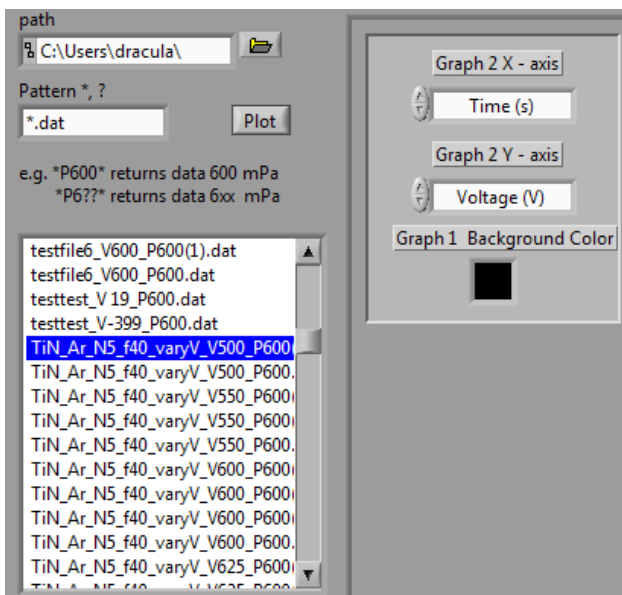 path
C:\Users\dracula\
Pattern *, ?
*.dat
Plot
e.g. *P600* returns data 600 mPa
*P6??* returns data 6xx mPa
testfile6_V600_P600(1).dat
testfile6_V600_P600.dat
testtest_V 19_P600.dat
testtest_V-399_P600.dat
TiN_Ar_N5_f40_varyV_V500_P600(
TiN_Ar_N5_f40_varyV_V500_P600.
TiN_Ar_N5_f40_varyV_V550_P600(
TiN_Ar_N5_f40_varyV_V550_P600(
TiN_Ar_N5_f40_varyV_V550_P600.
TiN_Ar_N5_f40_varyV_V600_P600(
TiN_Ar_N5_f40_varyV_V600_P600(
TiN_Ar_N5_f40_varyV_V600_P600(
TiN_Ar_N5_f40_varyV_V600_P600.
TiN_Ar_N5_f40_varyV_V625_P600(
Graph 2 X - axis
Time (s)
Graph 2 Y - axis
Voltage (V)
Graph 1 Background Color